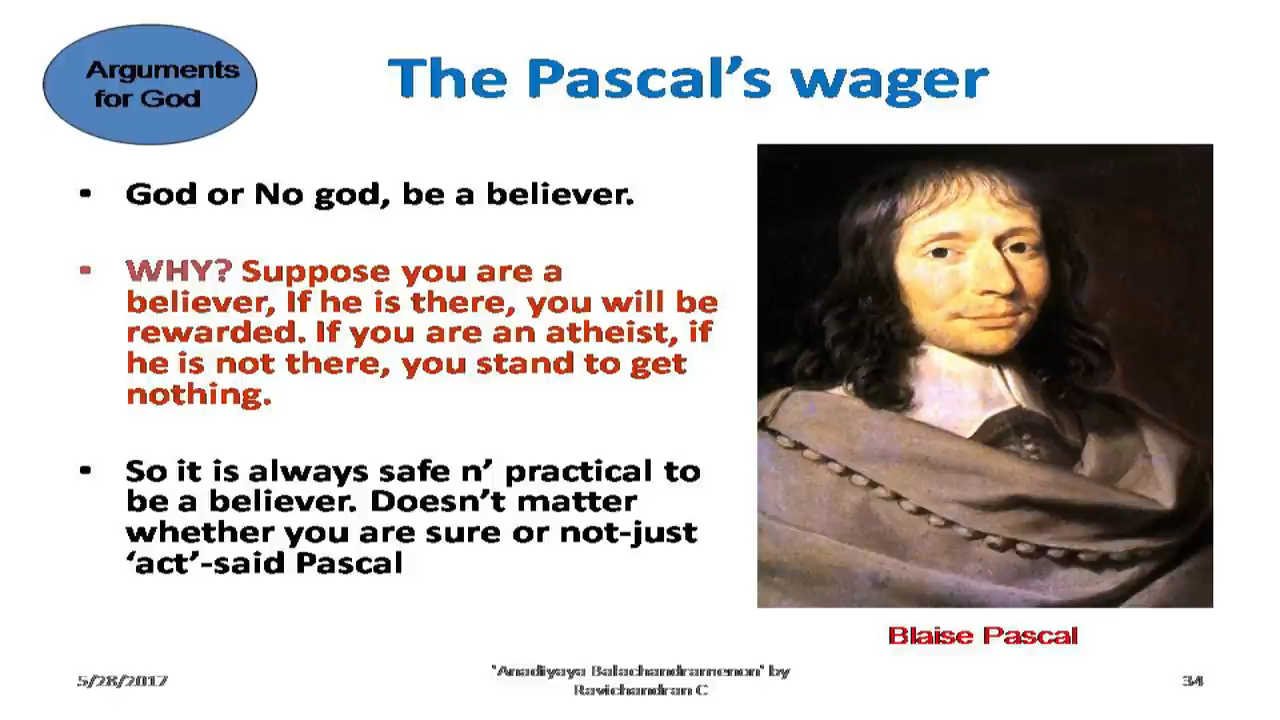 Arguments
for God
The Pascal’s wager
• God or No god, be a believer.
• WHY? Suppose you are a
believer, If he is there, you will be
rewarded. If you are an atheist, if
he is not there, you stand to get
nothing.
• So it is always safe n’ practical to
be a believer. Doesn’t matter
whether you are sure or not-just
‘act’-said Pascal
Blaise Pascal
5/28/2017
'Anadiyaya Balachandramenon' by
Ravichandran C
34